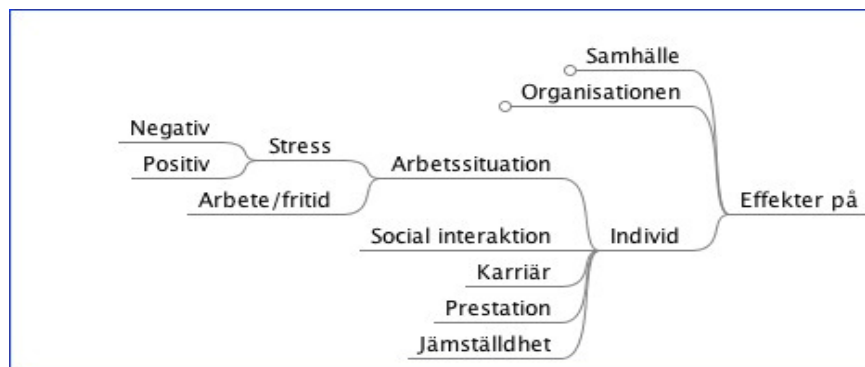 Samhälle
Organisationen
Negativ
Stress
Positiv
Arbetssituation
Arbete/fritid
Effekter på
Social interaktion
Individ
Karriär
Prestation
Jämställdhet